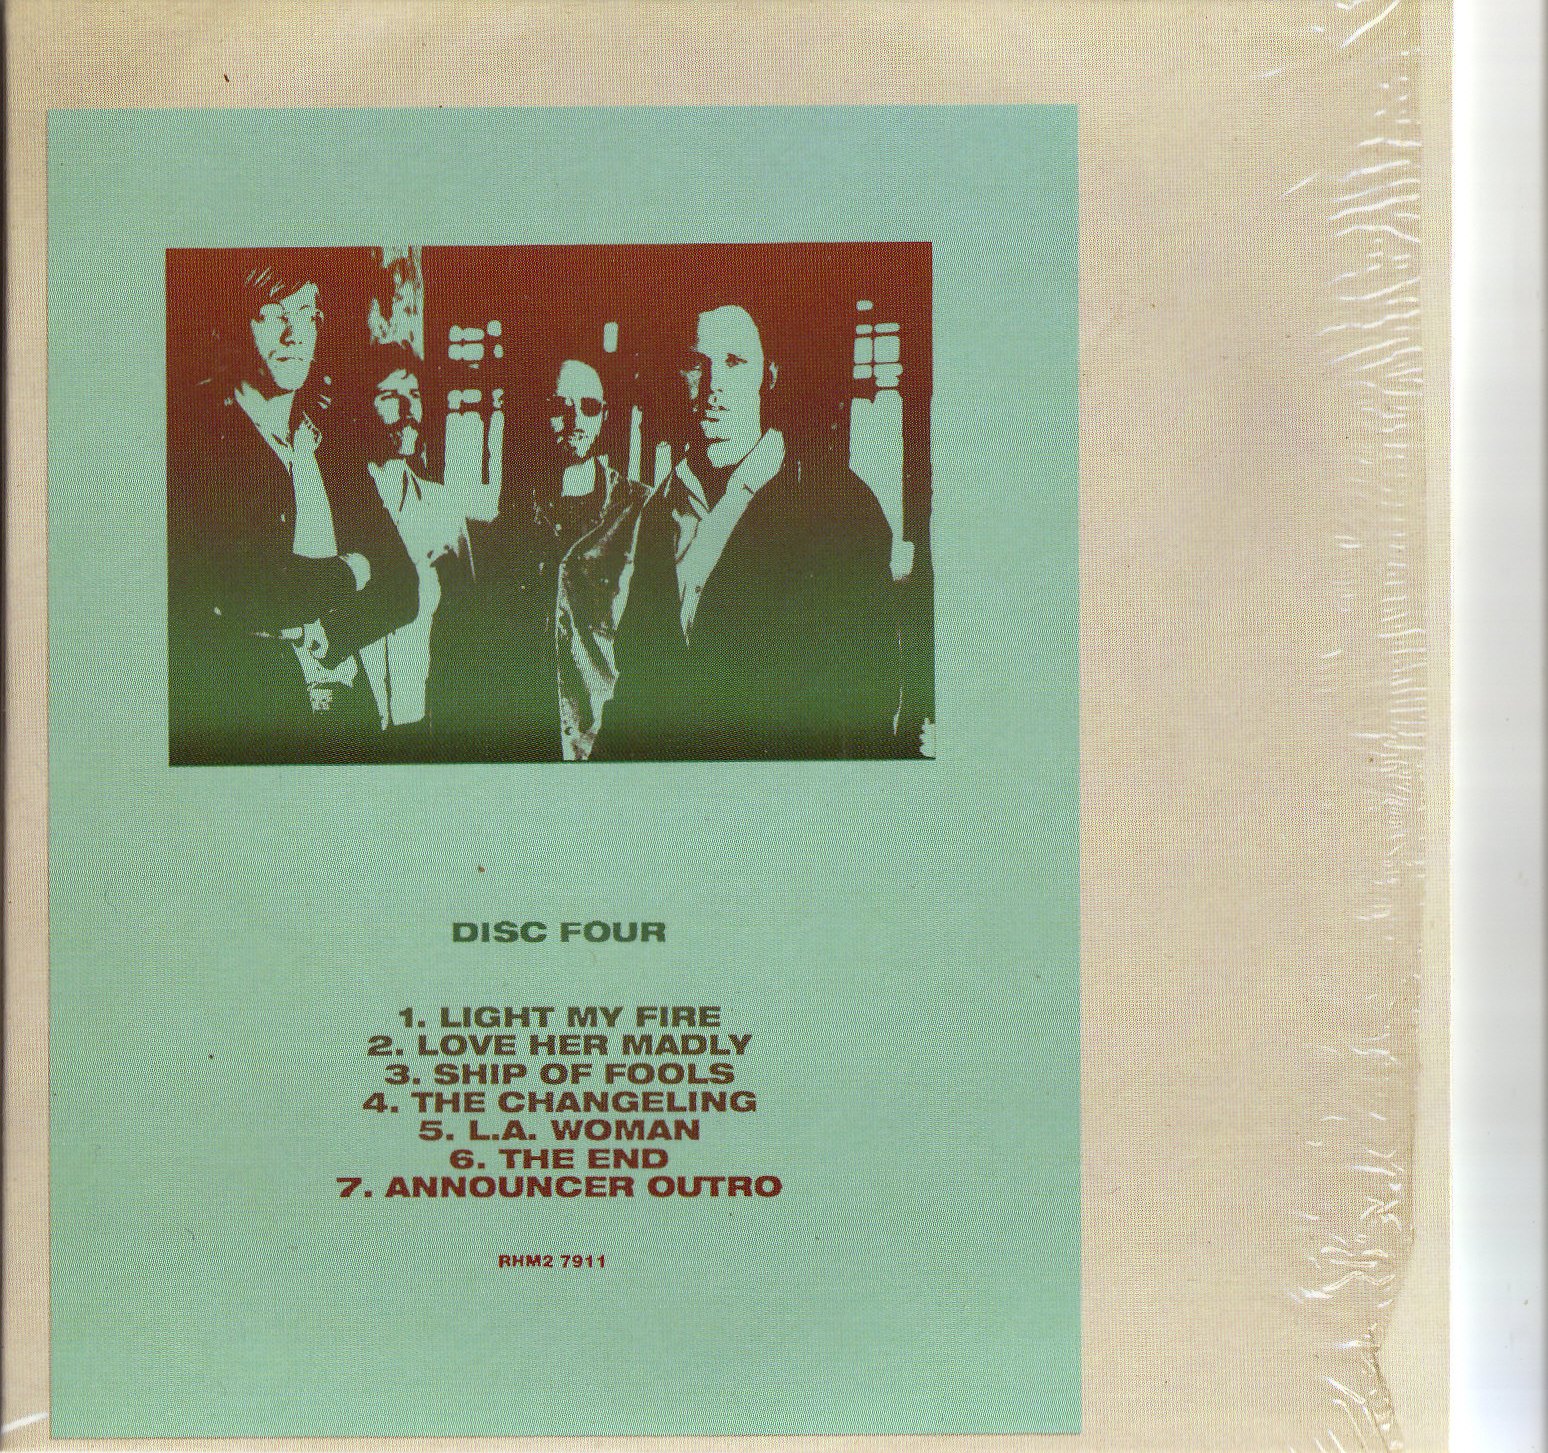 DISC FOUR
1. LIGHT MY FIRE
2. LOVE HER MADLY
3. SHIP OF FOOLS
4. THE CHANGELING
5. L.A. WOMAN
6. THE END
7. ANNOUNCER OUTRO
RHM2 7911